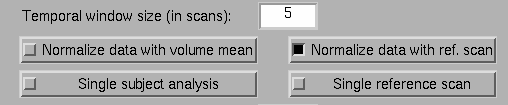 Temporal window size (in scans): 5
Normalize data with volume mean Normalize data with ref. scan
Single subject analysis Single reference scan